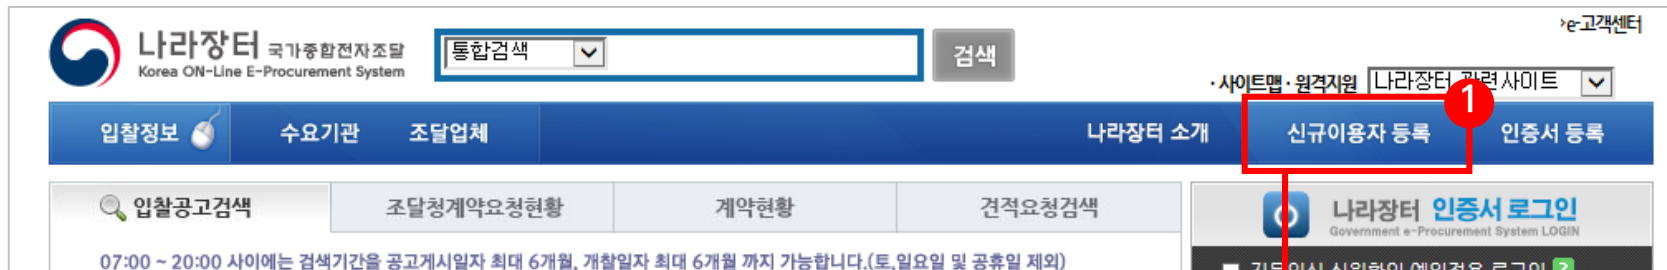 ›e-고객센터
나라장터 국가종합전자조달
Korea ON-Line E-Procurement System
통합검색
검색
· 사이트맵 · 원격지원
나라장터 관련사이트
1
입찰정보 수요기관 조달업체 나라장터 소개 신규이용자 등록 인증서 등록
입찰공고검색 조달청계약요청현황 계약현황 견적요청검색
나라장터 인증서 로그인
Government e-Procurement System LOGIN
07:00 ~ 20:00 사이에는 검색기간을 공고게시일자 최대 6개월, 개찰일자 최대 6개월 까지 가능합니다.(토,일요일 및 공휴일 제외)
로그인 ?